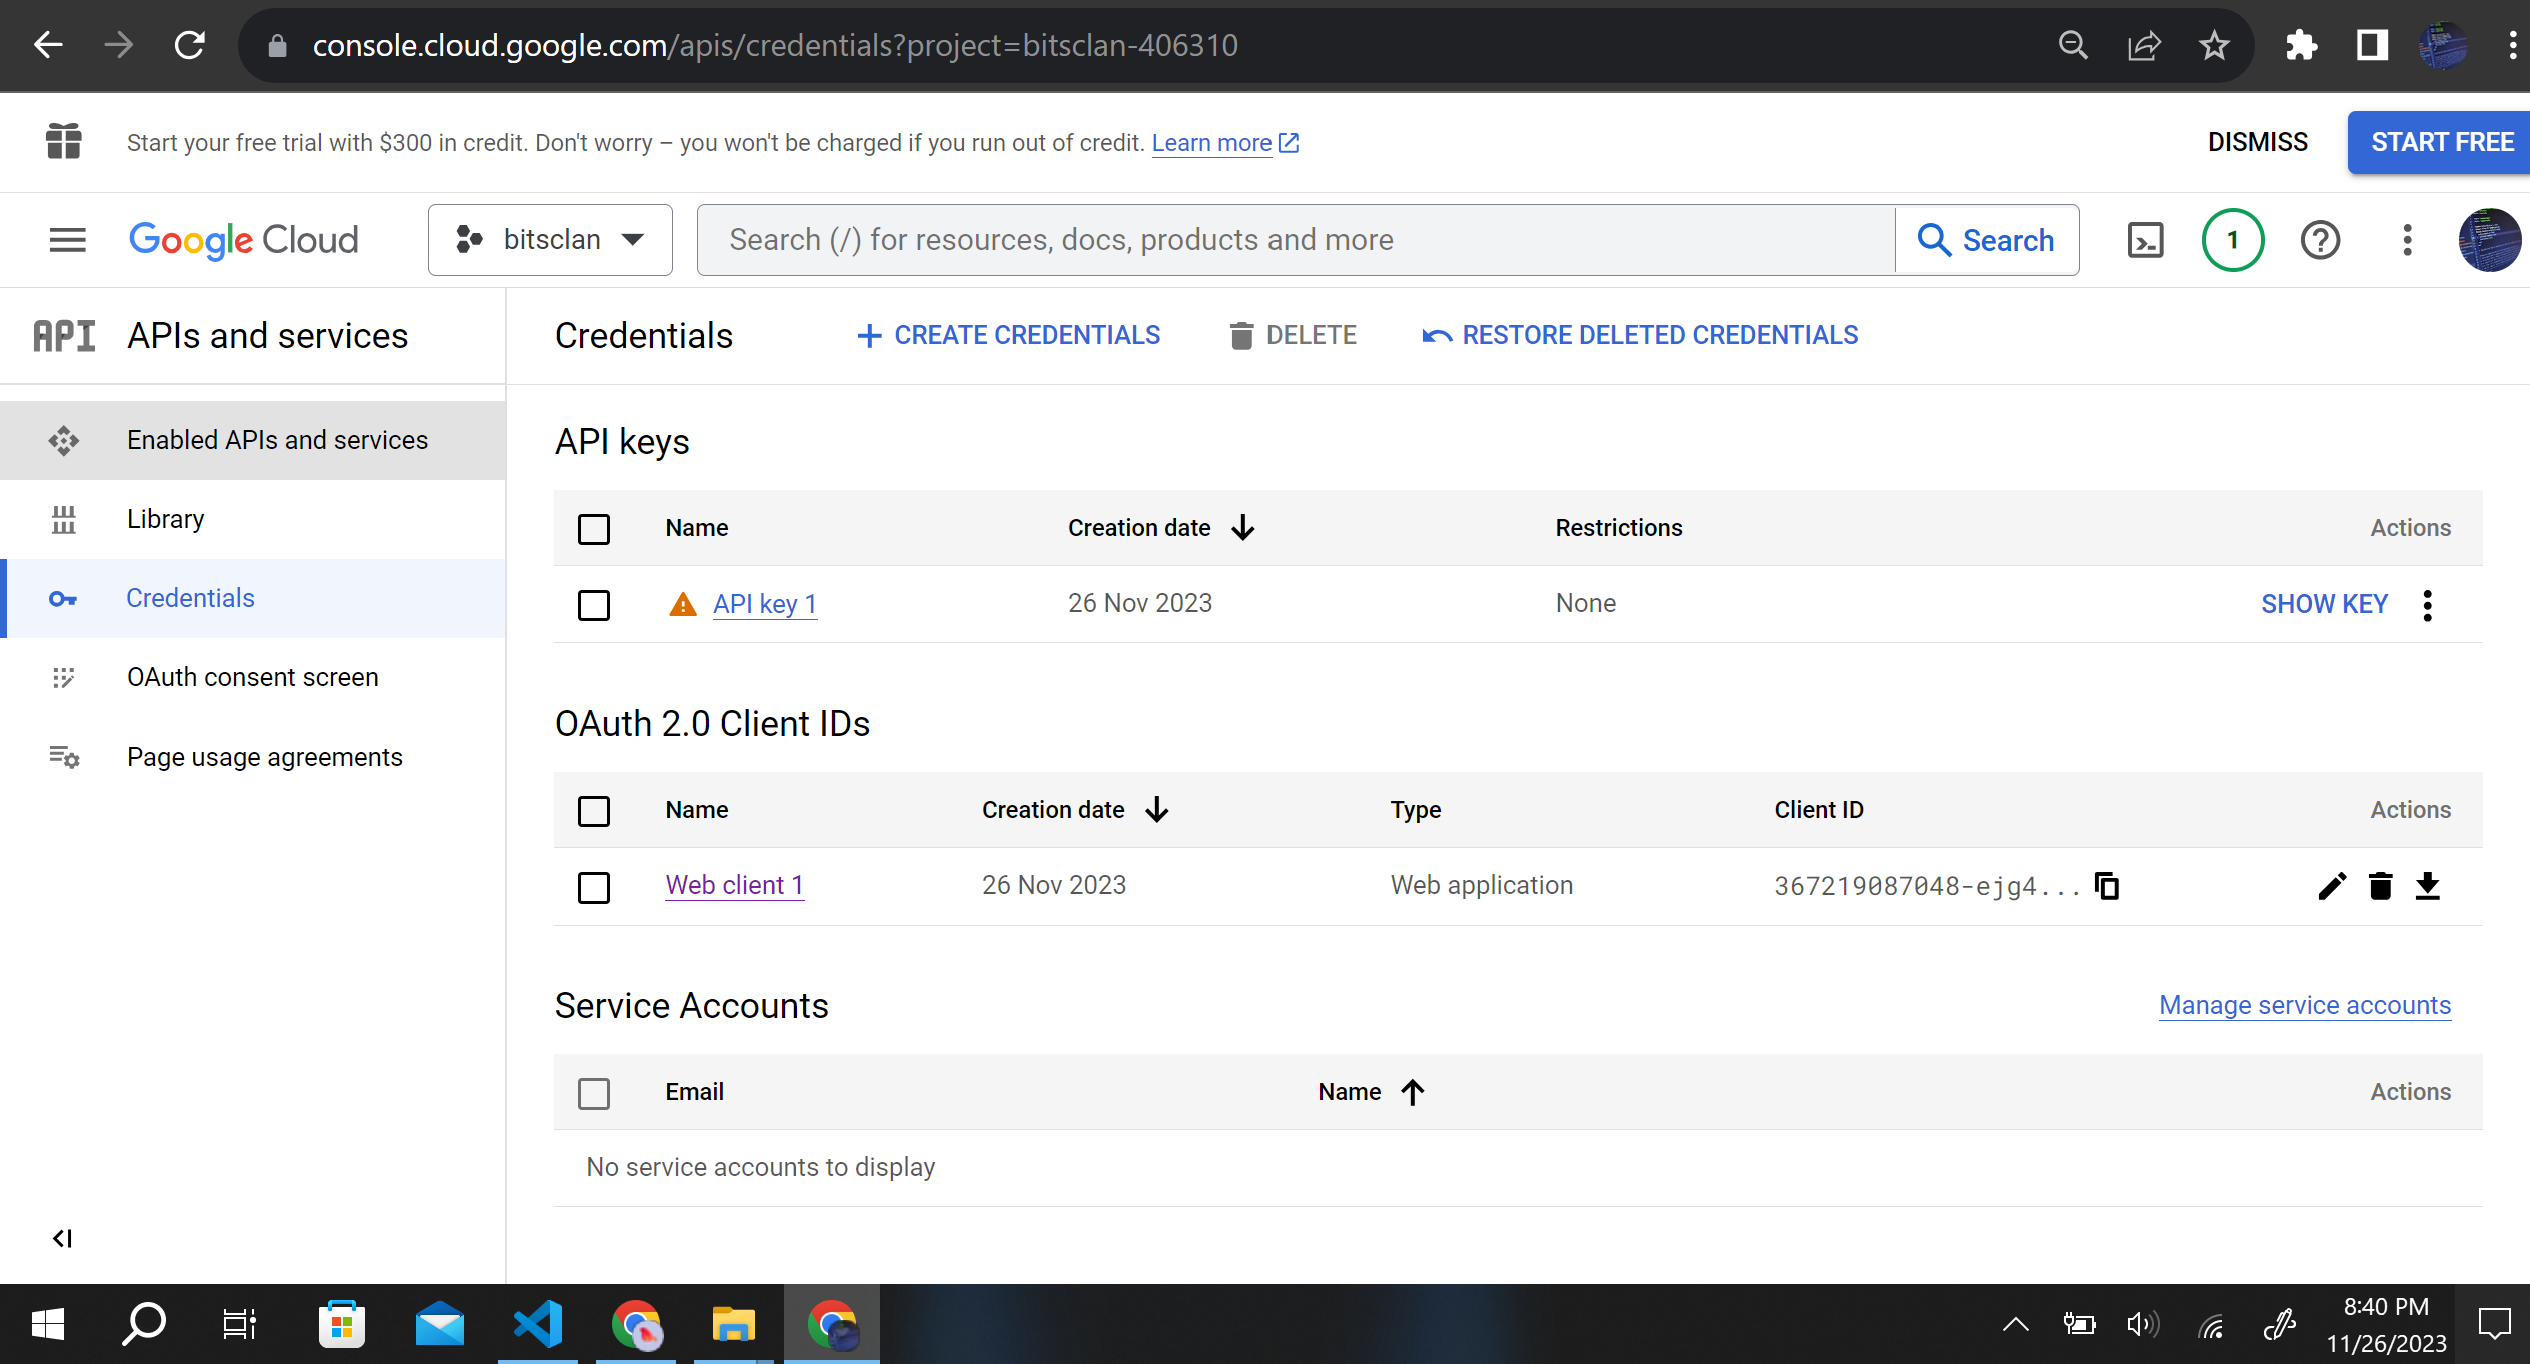 console.cloud.google.com/apis/credentials?project=bitsclan-406310
Start your free trial with $300 in credit. Don't worry – you won't be charged if you run out of credit. Learn more
DISMISS
START FREE
Google Cloud
bitsclan
Search (/) for resources, docs, products and more
Search
1
API
APIs and services
Enabled APIs and services
Library
Credentials
OAuth consent screen
Page usage agreements
Credentials
CREATE CREDENTIALS
DELETE
RESTORE DELETED CREDENTIALS
API keys
Name Creation date Restrictions Actions
API key 1 26 Nov 2023 None SHOW KEY
OAuth 2.0 Client IDs
Name Creation date Type Client ID Actions
Web client 1 26 Nov 2023 Web application 367219087048-ejg4...
Service Accounts
Manage service accounts
Email Name Actions
No service accounts to display
8:40 PM
11/26/2023